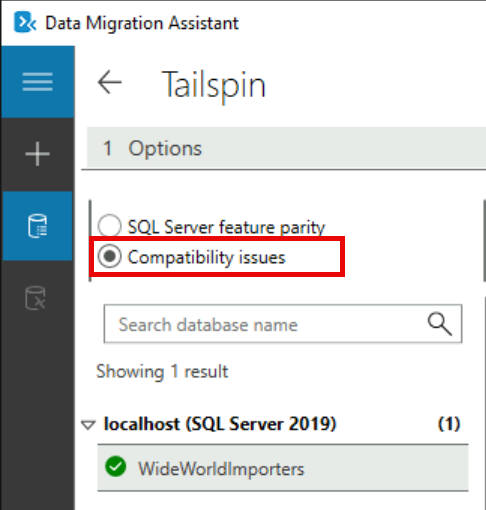 Data Migration Assistant
Tailspin
1 Options
SQL Server feature parity
Compatibility issues
Search database name
Showing 1 result
localhost (SQL Server 2019) (1)
WideWorldImporters